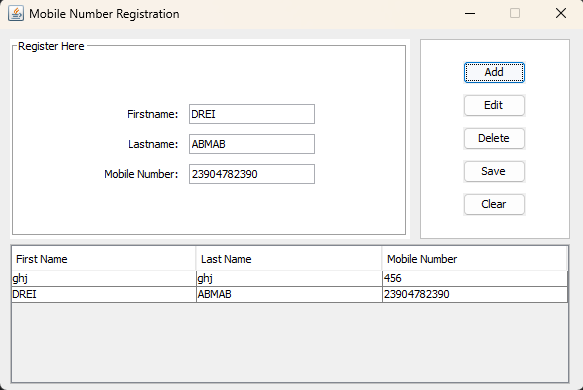 Mobile Number Registration
Register Here
Firstname: DREI
Lastname: ABMAB
Mobile Number: 23904782390
Add
Edit
Delete
Save
Clear
First Name Last Name Mobile Number
ghj ghj 456
DREI ABMAB 23904782390